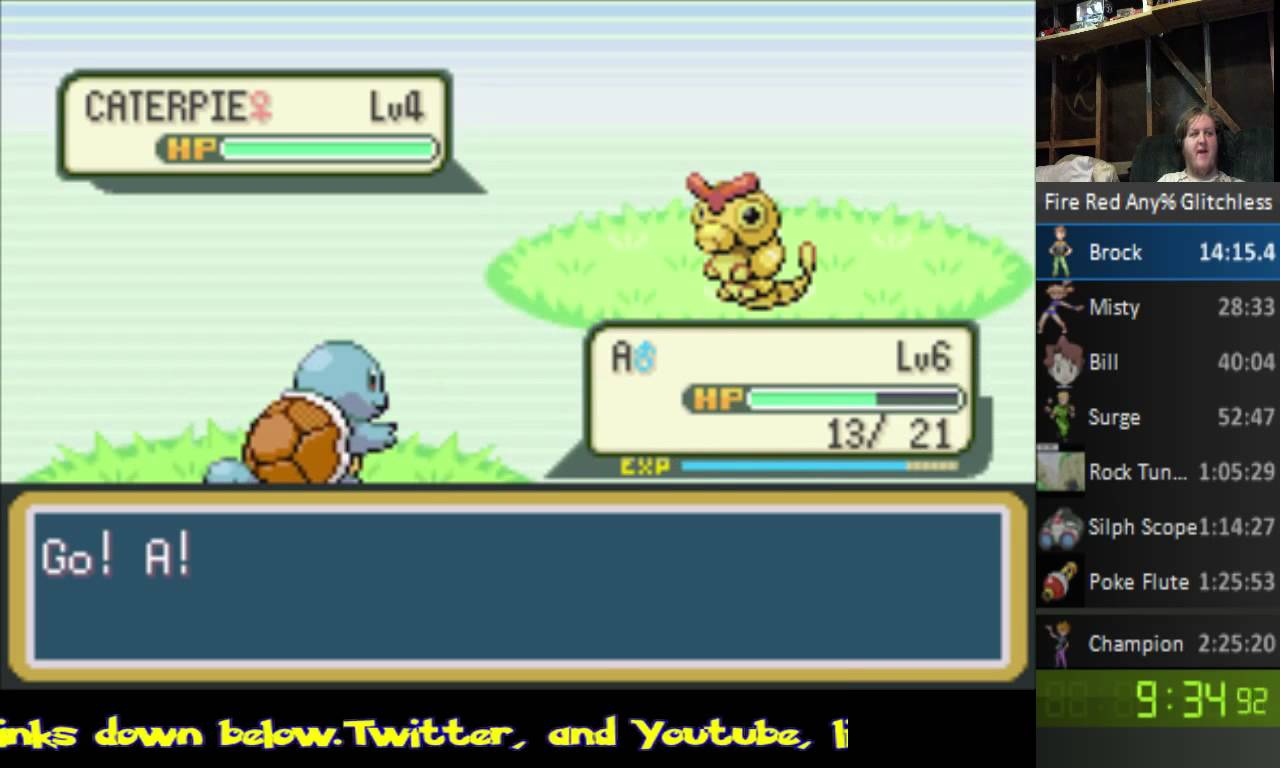 CATERPIE♀ Lv4
HP
A♂ Lv6
HP
13/ 21
EXP
Go! A!
inks down below.Twitter, and Youtube, li
Fire Red Any% Glitchless
Brock 14:15.4
Misty 28:33
Bill 40:04
Surge 52:47
Rock Tun... 1:05:29
Silph Scope 1:14:27
Poke Flute 1:25:53
Champion 2:25:20
9:34 92